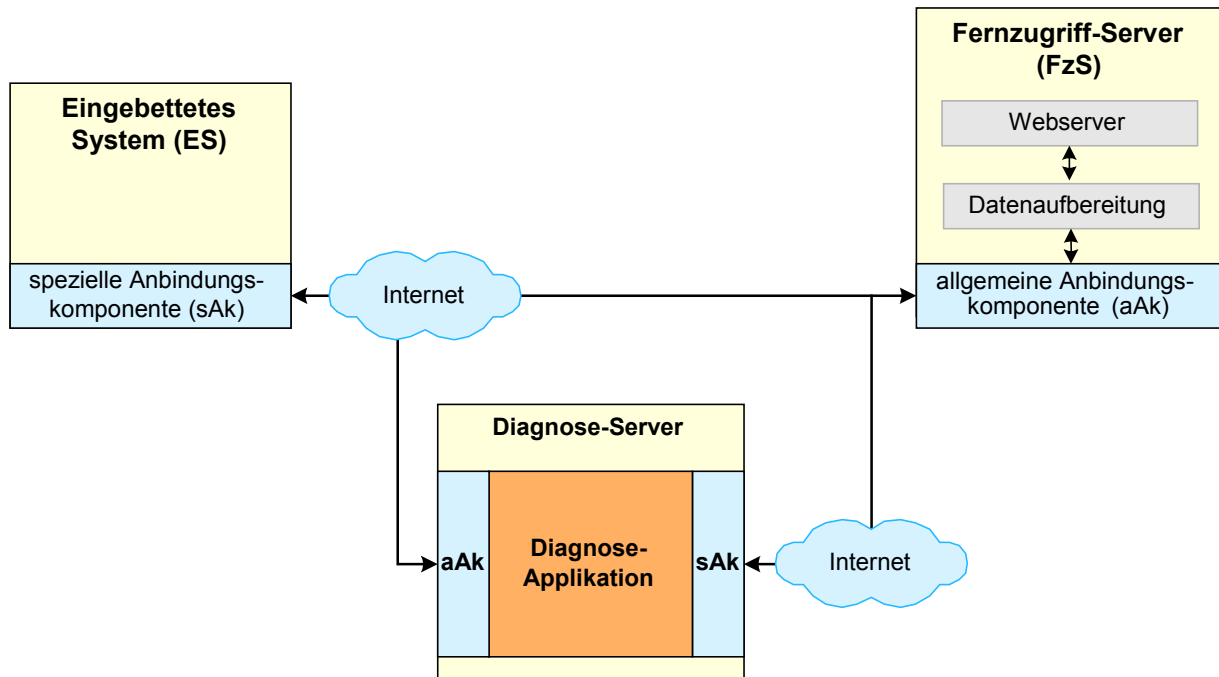 Eingebettetes
System (ES)
spezielle Anbindungs-
komponente (sAk)
Internet
Fernzugriff-Server
(FzS)
Webserver
Datenaufbereitung
allgemeine Anbindungs-
komponente (aAk)
Diagnose-Server
aAk
Diagnose-
Applikation
sAk
Internet